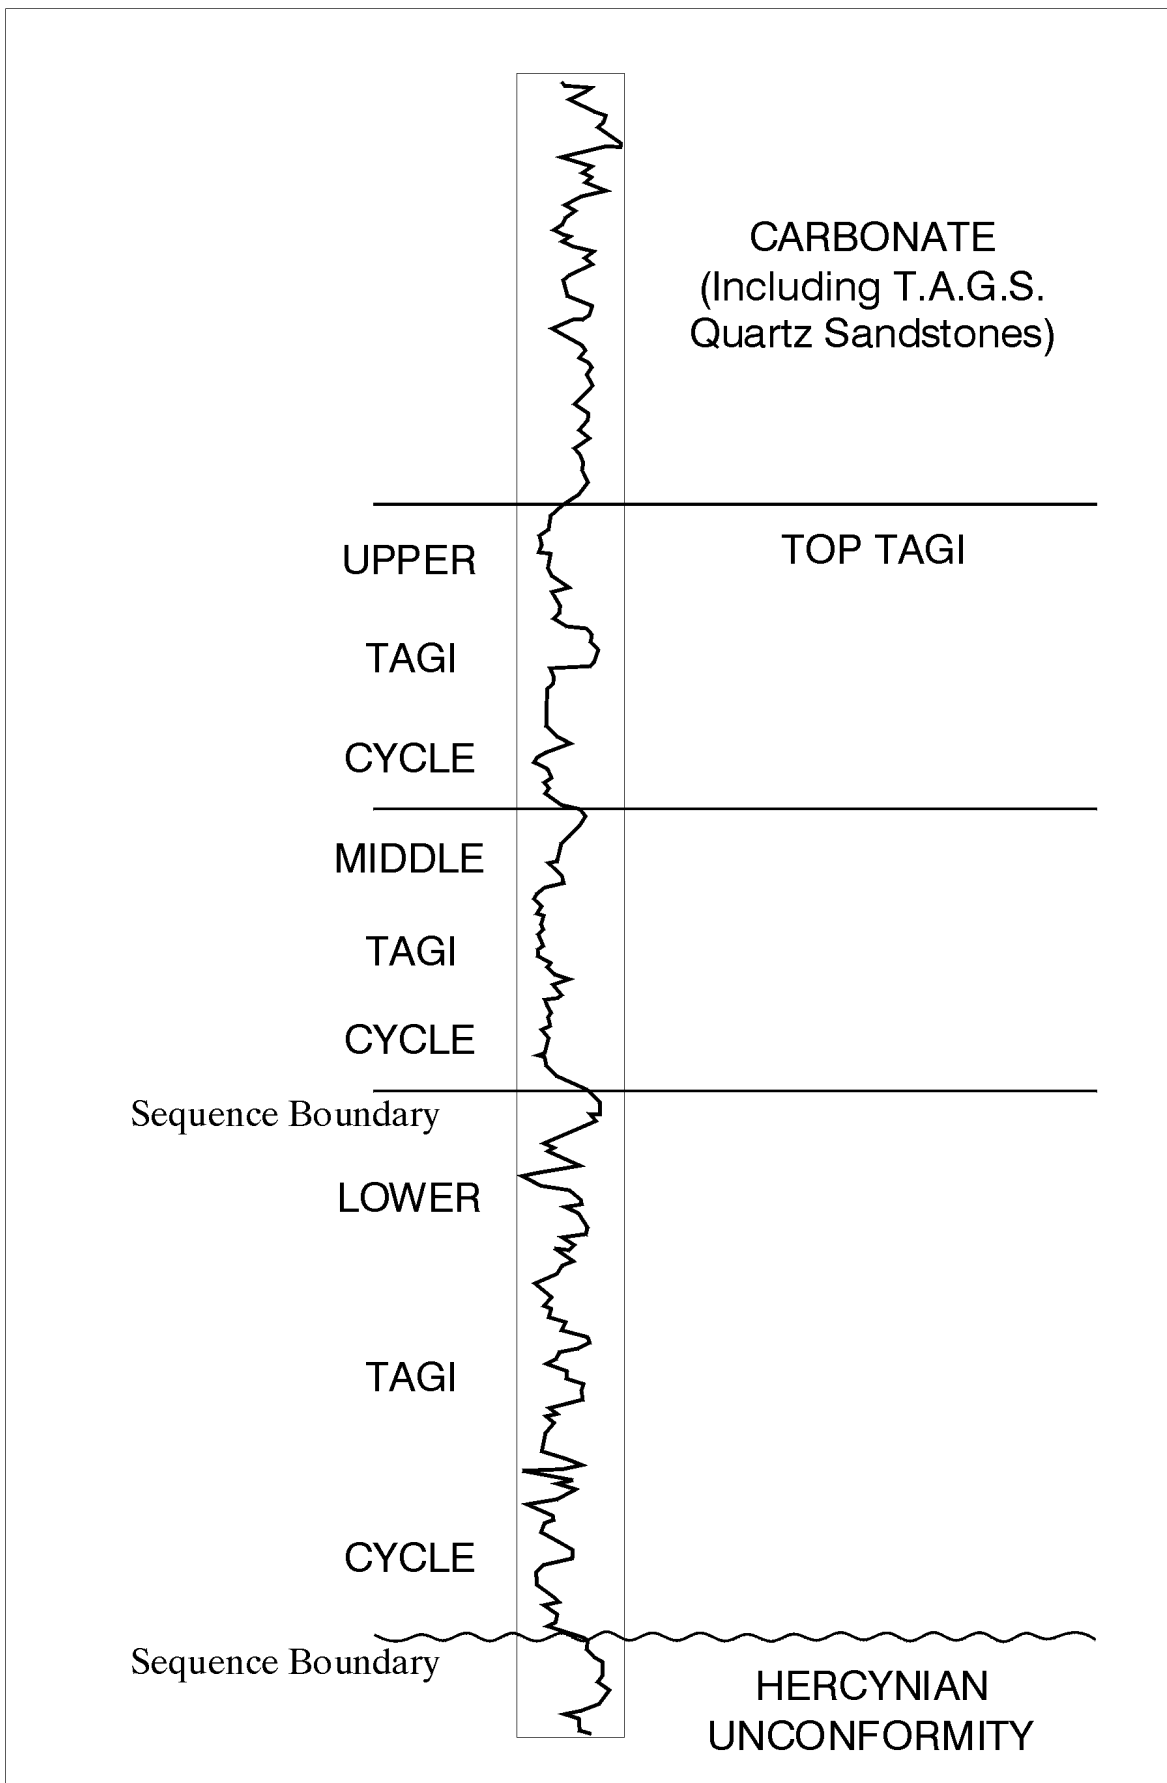 CARBONATE
(Including T.A.G.S.
Quartz Sandstones)
UPPER
TOP TAGI
TAGI
CYCLE
MIDDLE
TAGI
CYCLE
Sequence Boundary
LOWER
TAGI
CYCLE
Sequence Boundary
HERCYNIAN
UNCONFORMITY